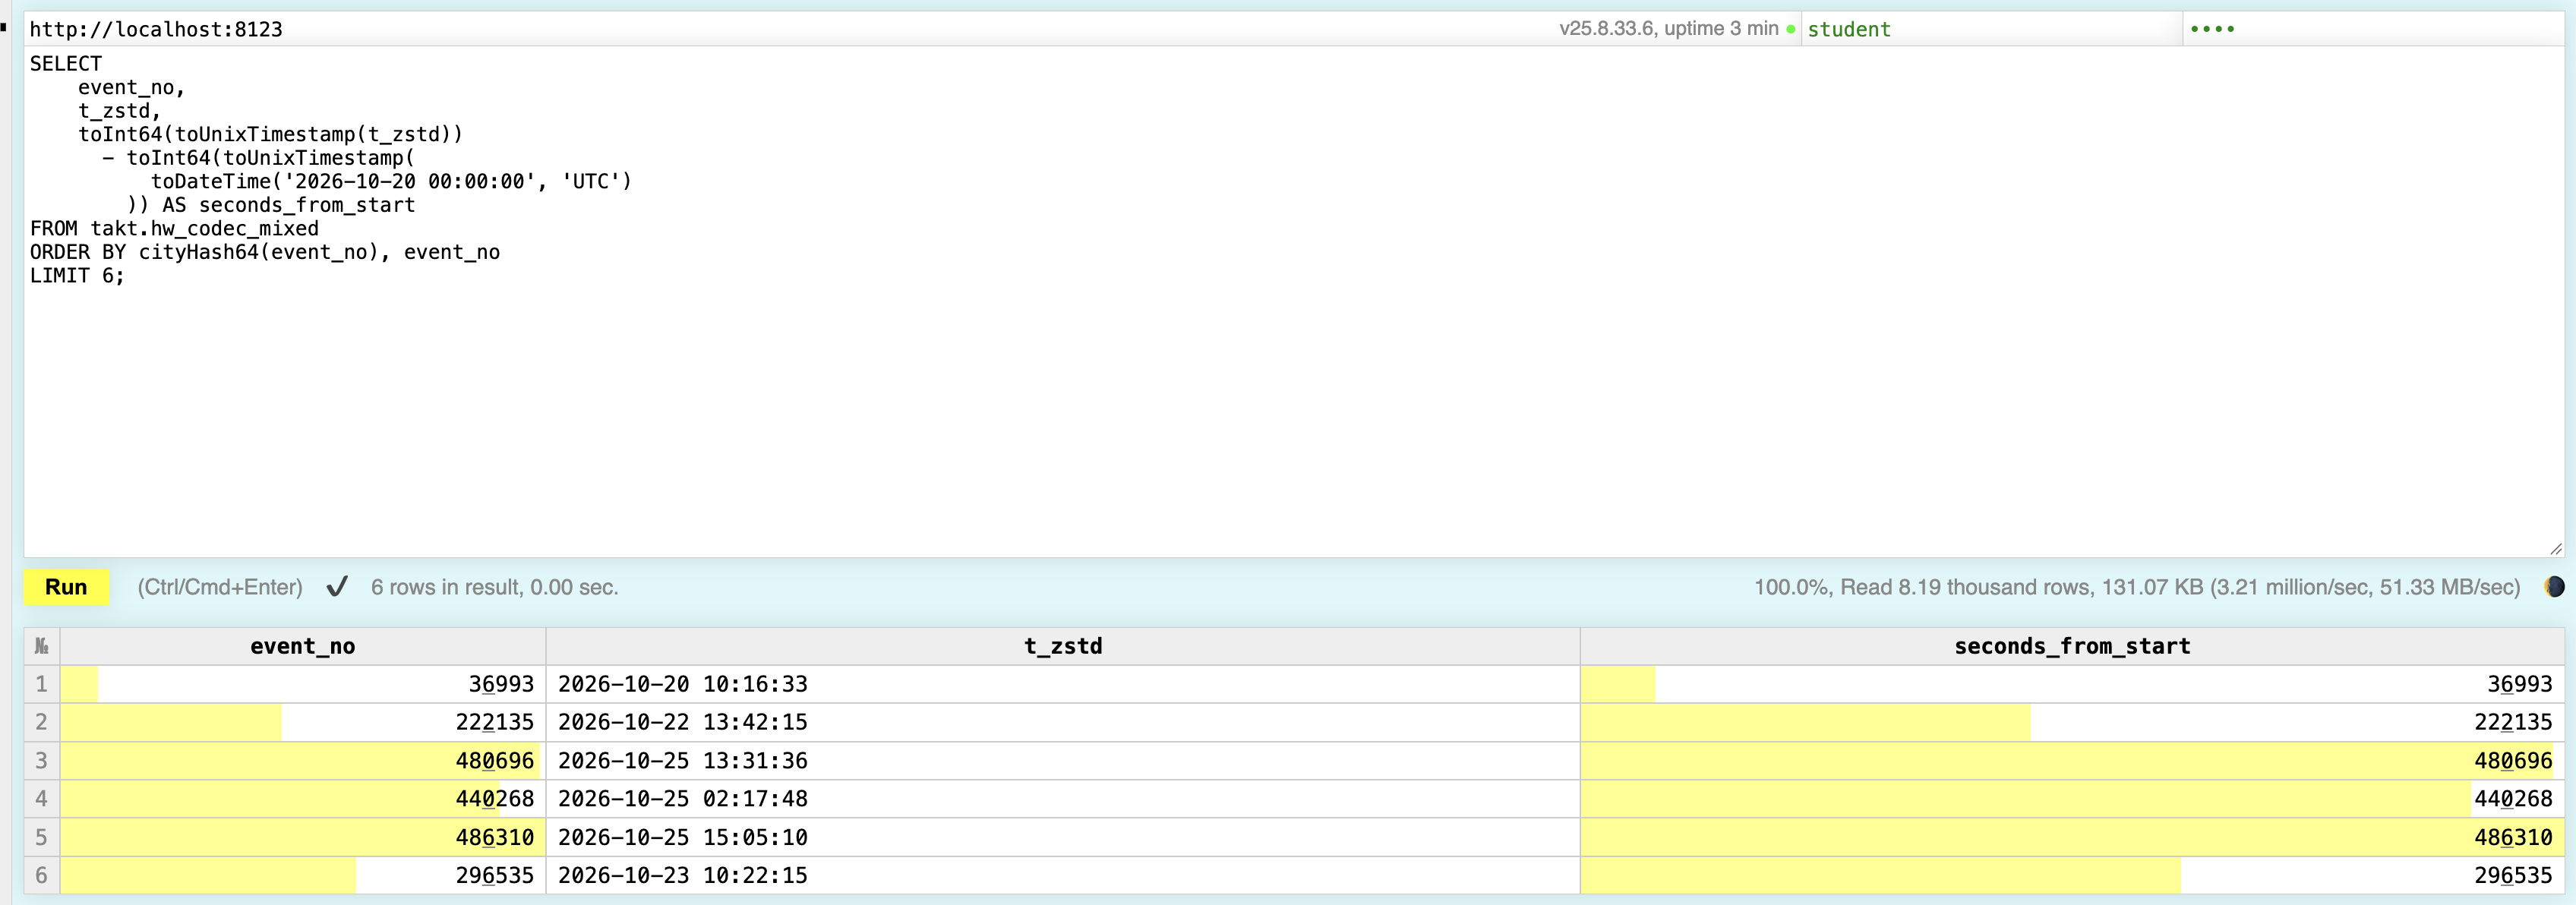 http://localhost:8123 v25.8.33.6, uptime 3 min student ••••
SELECT
    event_no,
    t_zstd,
    toInt64(toUnixTimestamp(t_zstd))
      - toInt64(toUnixTimestamp(
          toDateTime('2026-10-20 00:00:00', 'UTC')
        )) AS seconds_from_start
FROM takt.hw_codec_mixed
ORDER BY cityHash64(event_no), event_no
LIMIT 6;
Run (Ctrl/Cmd+Enter) ✔ 6 rows in result, 0.00 sec. 100.0%, Read 8.19 thousand rows, 131.07 KB (3.21 million/sec, 51.33 MB/sec)
№ event_no t_zstd seconds_from_start
1 36993 2026-10-20 10:16:33 36993
2 222135 2026-10-22 13:42:15 222135
3 480696 2026-10-25 13:31:36 480696
4 440268 2026-10-25 02:17:48 440268
5 486310 2026-10-25 15:05:10 486310
6 296535 2026-10-23 10:22:15 296535